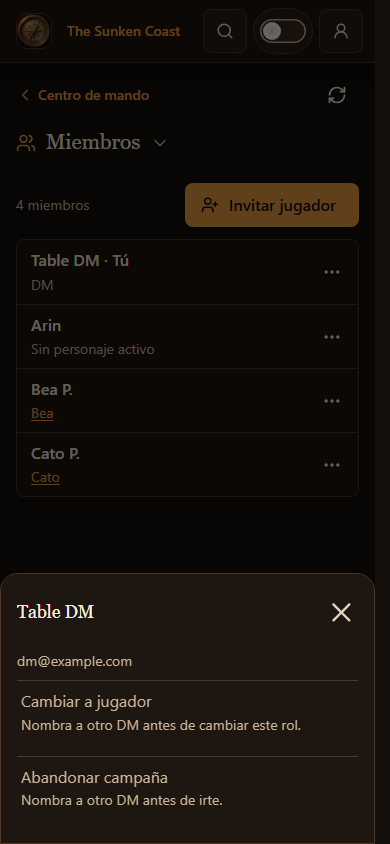 The Sunken Coast
Centro de mando
Miembros
4 miembros
Invitar jugador
Table DM · Tú
DM
Arin
Sin personaje activo
Bea P.
Bea
Cato P.
Cato
Table DM
dm@example.com
Cambiar a jugador
Nombra a otro DM antes de cambiar este rol.
Abandonar campaña
Nombra a otro DM antes de irte.